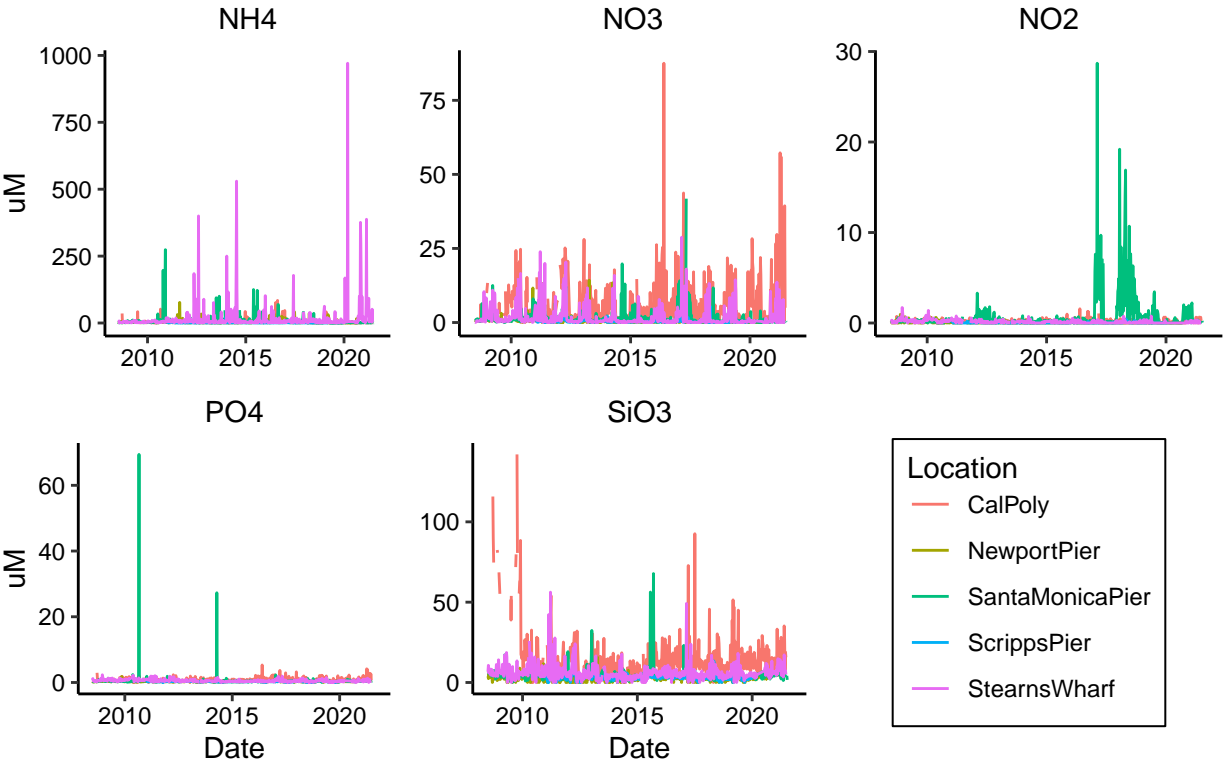 NH4
NO3
NO2
uM
1000
750
500
250
0
75
50
25
0
30
20
10
0
2010
2015
2020
2010
2015
2020
2010
2015
2020
PO4
SiO3
uM
60
40
20
0
100
50
0
2010
2015
2020
2010
2015
2020
Date
Date
Location
CalPoly
NewportPier
SantaMonicaPier
ScrippsPier
StearnsWharf